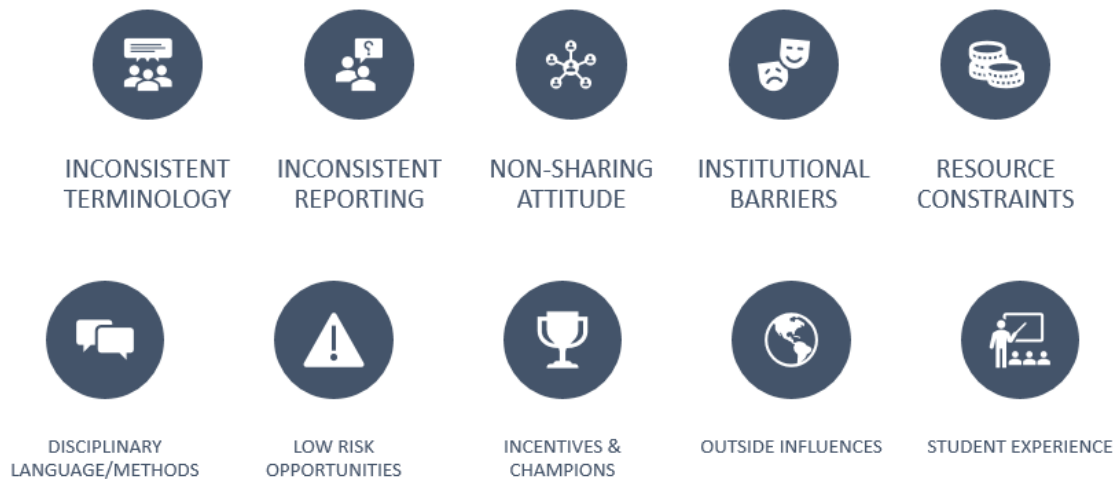 INCONSISTENT
TERMINOLOGY
INCONSISTENT
REPORTING
NON-SHARING
ATTITUDE
INSTITUTIONAL
BARRIERS
RESOURCE
CONSTRAINTS
DISCIPLINARY
LANGUAGE/METHODS
LOW RISK
OPPORTUNITIES
INCENTIVES &
CHAMPIONS
OUTSIDE INFLUENCES
STUDENT EXPERIENCE